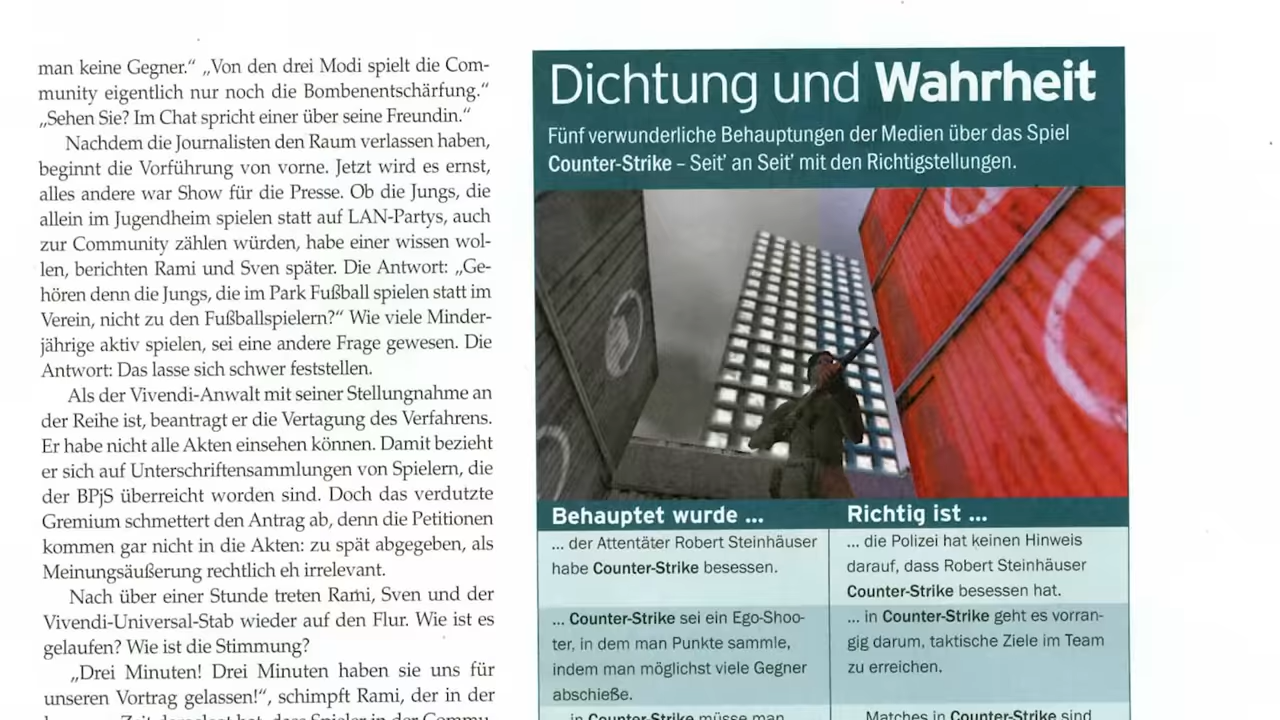 man keine Gegner.“ „Von den drei Modi spielt die Com-
munity eigentlich nur noch die Bombenentschärfung.“
„Sehen Sie? Im Chat spricht einer über seine Freundin.“
Nachdem die Journalisten den Raum verlassen haben,
beginnt die Vorführung von vorne. Jetzt wird es ernst,
alles andere war Show für die Presse. Ob die Jungs, die
allein im Jugendheim spielen statt auf LAN-Partys, auch
zur Community zählen würden, habe einer wissen wol-
len, berichten Rami und Sven später. Die Antwort: „Ge-
hören denn die Jungs, die im Park Fußball spielen statt im
Verein, nicht zu den Fußballspielern?“ Wie viele Minder-
jährige aktiv spielen, sei eine andere Frage gewesen. Die
Antwort: Das lasse sich schwer feststellen.
Als der Vivendi-Anwalt mit seiner Stellungnahme an
der Reihe ist, beantragt er die Vertagung des Verfahrens.
Er habe nicht alle Akten einsehen können. Damit bezieht
er sich auf Unterschriftensammlungen von Spielern, die
der BPjS überreicht worden sind. Doch das verdutzte
Gremium schmettert den Antrag ab, denn die Petitionen
kommen gar nicht in die Akten: zu spät abgegeben, als
Meinungsäußerung rechtlich eh irrelevant.
Nach über einer Stunde treten Rami, Sven und der
Vivendi-Universal-Stab wieder auf den Flur. Wie ist es
gelaufen? Wie ist die Stimmung?
„Drei Minuten! Drei Minuten haben sie uns für
unseren Vortrag gelassen!“, schimpft Rami, der in der
Dichtung und Wahrheit
Fünf verwunderliche Behauptungen der Medien über das Spiel
Counter-Strike – Seit’ an Seit’ mit den Richtigstellungen.
Behauptet wurde ...
... der Attentäter Robert Steinhäuser
habe Counter-Strike besessen.
... Counter-Strike sei ein Ego-Shoo-
ter, in dem man Punkte sammle,
indem man möglichst viele Gegner
abschieße.
... in Counter-Strike müsse man
Richtig ist ...
... die Polizei hat keinen Hinweis
darauf, dass Robert Steinhäuser
Counter-Strike besessen hat.
... in Counter-Strike geht es vorran-
gig darum, taktische Ziele im Team
zu erreichen.
... Matches in Counter-Strike sind